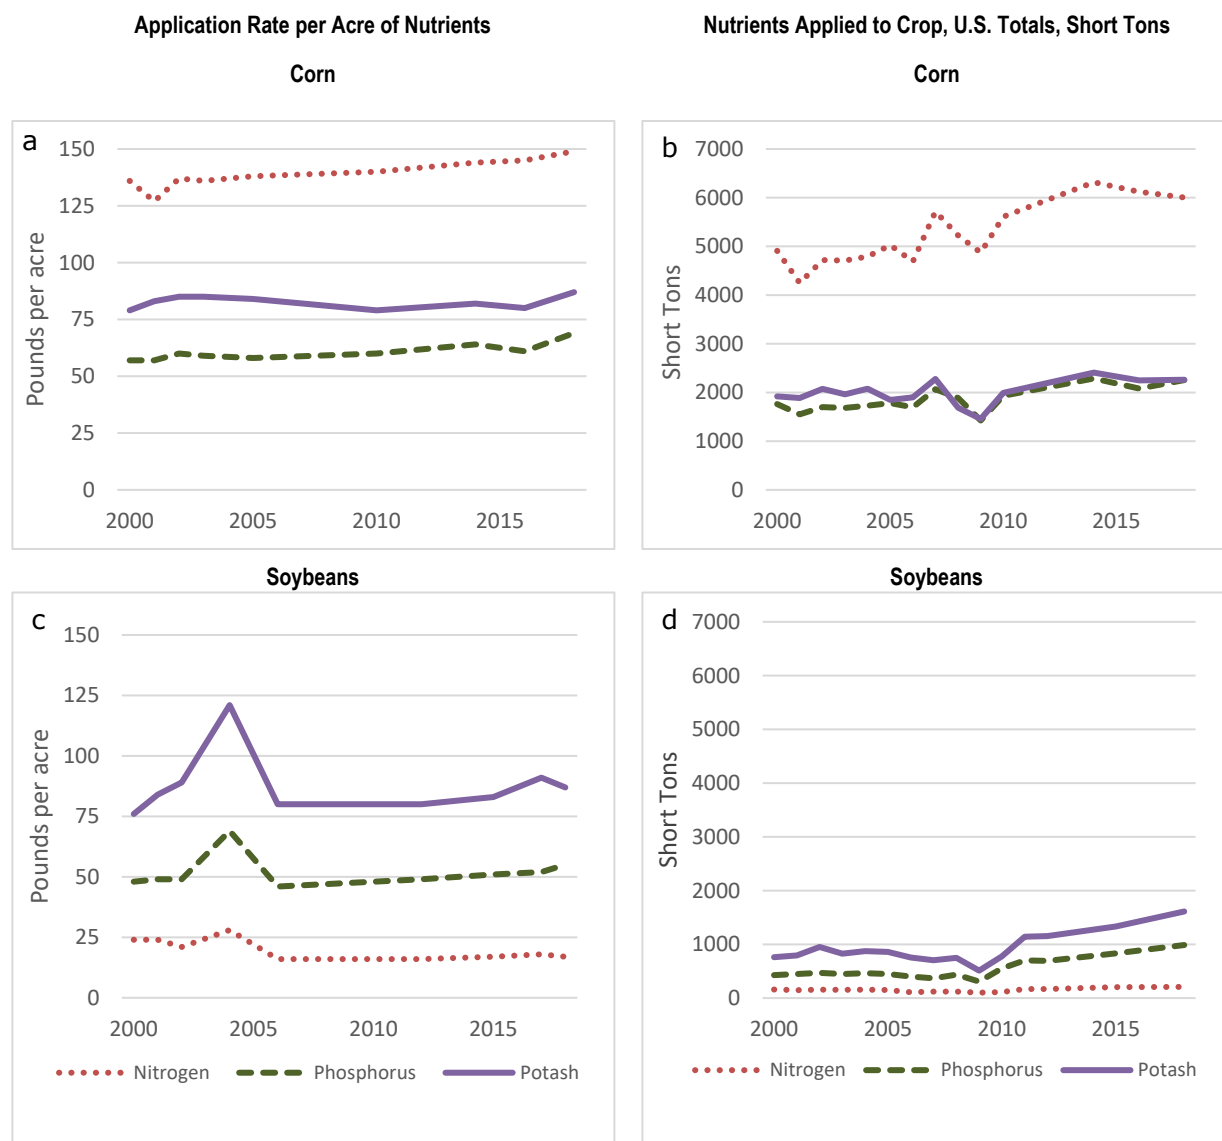 Application Rate per Acre of Nutrients
Nutrients Applied to Crop, U.S. Totals, Short Tons
Corn
Corn
a
150
125
100
75
50
25
0
Pounds per acre
2000 2005 2010 2015
b
7000
6000
5000
4000
3000
2000
1000
0
Short Tons
2000 2005 2010 2015
Soybeans
Soybeans
c
150
125
100
75
50
25
0
Pounds per acre
2000 2005 2010 2015
Nitrogen Phosphorus Potash
d
7000
6000
5000
4000
3000
2000
1000
0
Short Tons
2000 2005 2010 2015
Nitrogen Phosphorus Potash